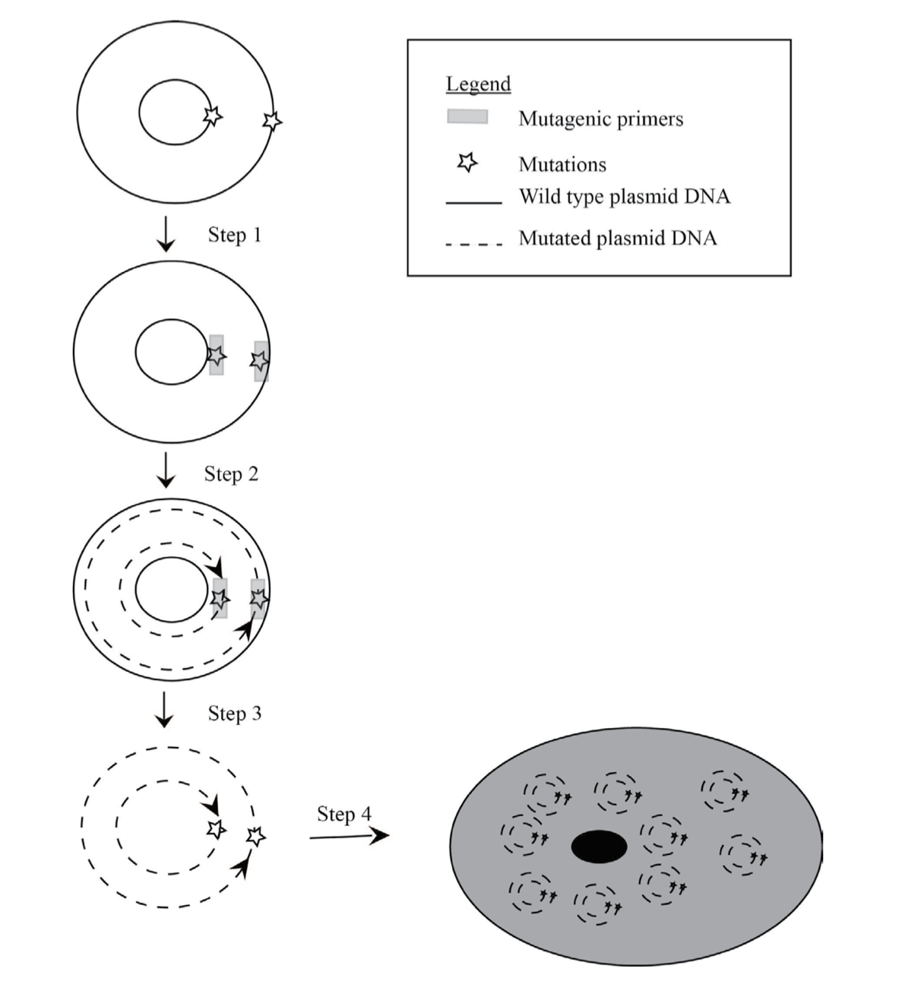 Legend
Mutagenic primers
Mutations
Wild type plasmid DNA
Mutated plasmid DNA
Step 1
Step 2
Step 3
Step 4